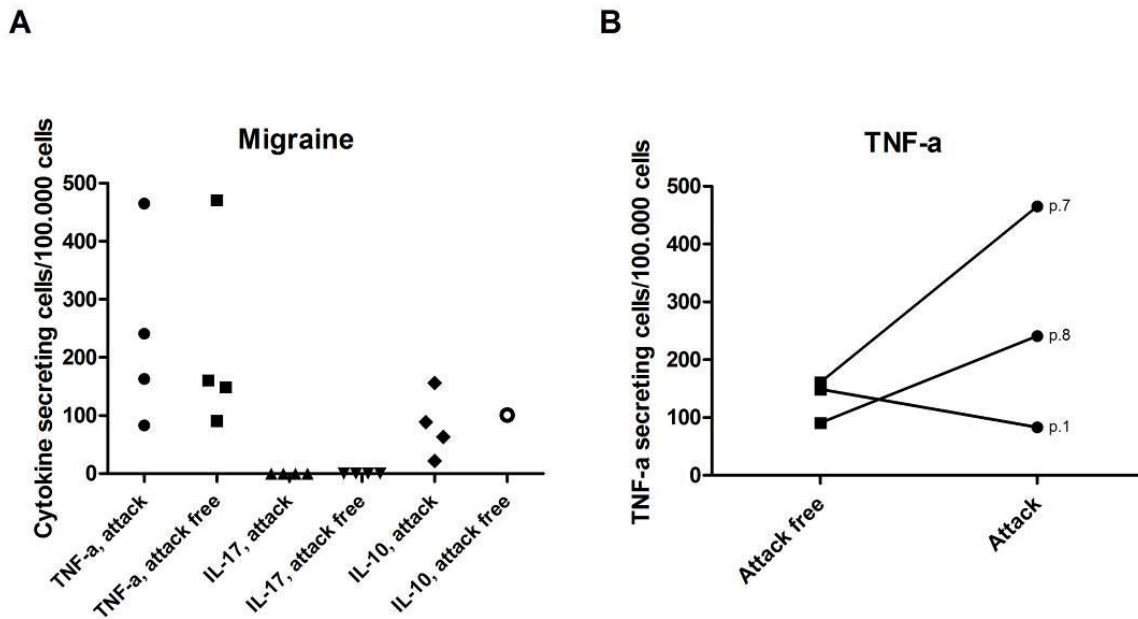 A
Migraine
Cytokine secreting cells/100.000 cells
500
400
300
200
100
0
TNF-a, attack
TNF-a, attack free
IL-17, attack
IL-17, attack free
IL-10, attack
IL-10, attack free
B
TNF-a
TNF-a secreting cells/100.000 cells
500
400
300
200
100
0
p.7
p.8
p.1
Attack free
Attack